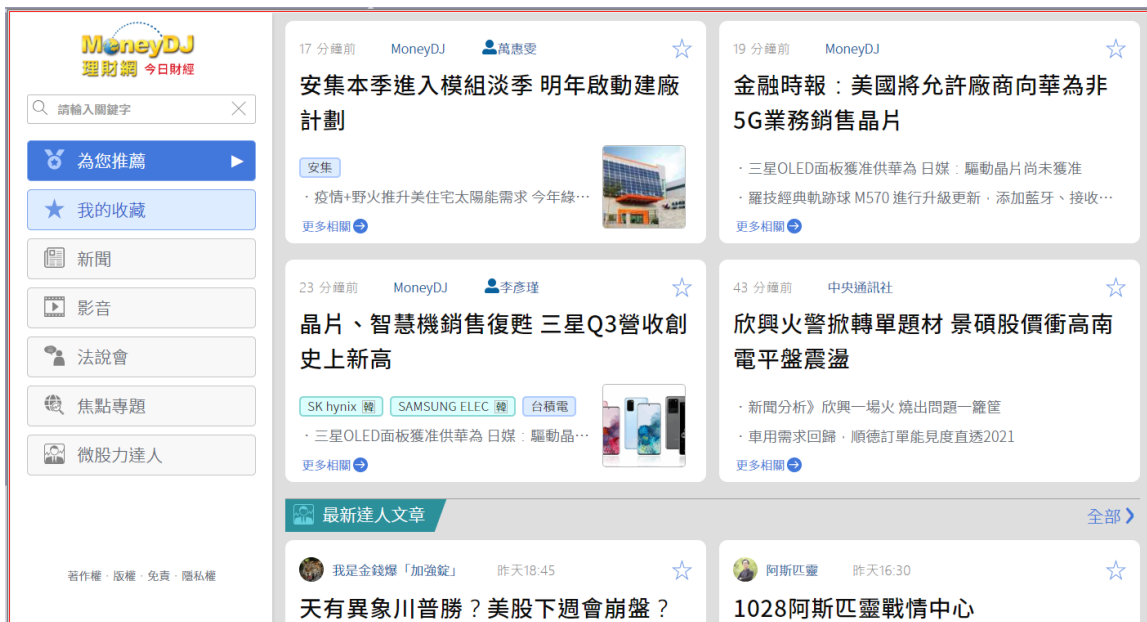 MoneyDJ
理財網 今日財經
請輸入關鍵字
為您推薦
我的收藏
新聞
影音
法說會
焦點專題
微股力達人
著作權 · 版權 · 免責 · 隱私權
17 分鐘前 MoneyDJ 萬惠雯
安集本季進入模組淡季 明年啟動建廠
計劃
安集
· 疫情+野火推升美住宅太陽能需求 今年綠…
更多相關
19 分鐘前 MoneyDJ
金融時報：美國將允許廠商向華為非
5G業務銷售晶片
· 三星OLED面板獲准供華為 日媒：驅動晶片尚未獲准
· 羅技經典軌跡球 M570 進行升級更新，添加藍牙、接收…
更多相關
23 分鐘前 MoneyDJ 李彥瑾
晶片、智慧機銷售復甦 三星Q3營收創
史上新高
SK hynix 韓 SAMSUNG ELEC 韓 台積電
· 三星OLED面板獲准供華為 日媒：驅動晶…
更多相關
43 分鐘前 中央通訊社
欣興火警掀轉單題材 景碩股價衝高南
電平盤震盪
· 新聞分析》欣興一場火 燒出問題一籮筐
· 車用需求回歸，順德訂單能見度直透2021
更多相關
最新達人文章 全部
我是金錢爆「加強錠」 昨天18:45
天有異象川普勝？美股下週會崩盤？
阿斯匹靈 昨天16:30
1028阿斯匹靈戰情中心